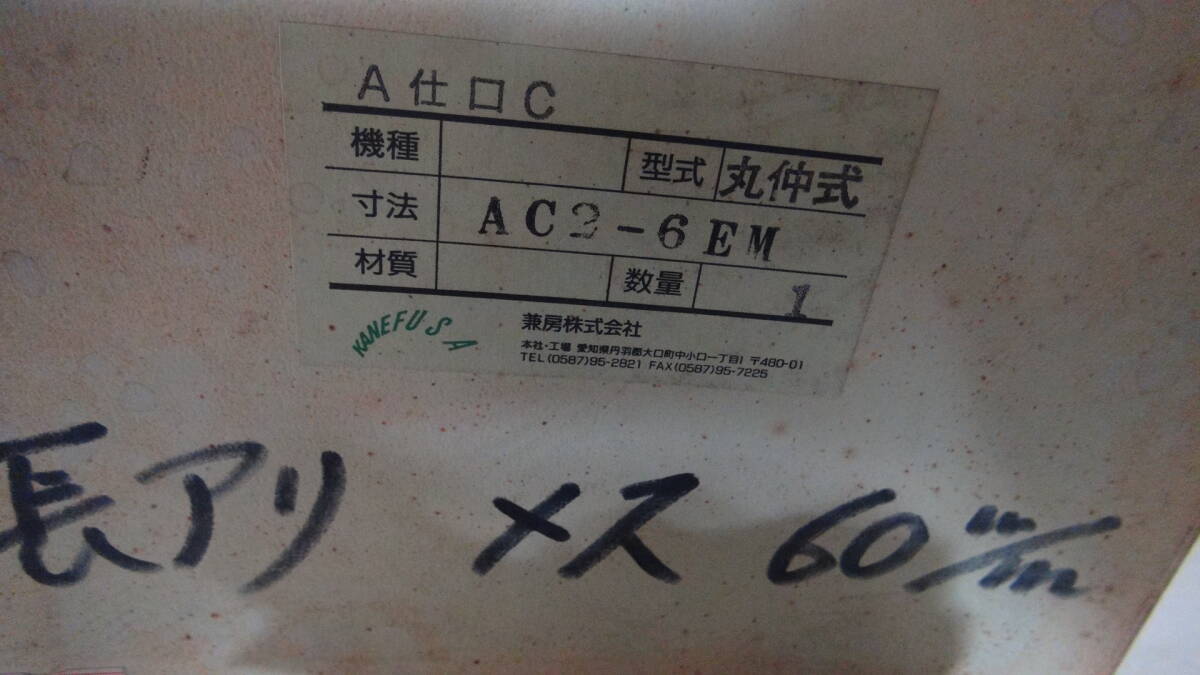 A仕口C
機種 型式 丸仲式
寸法 AC2-6EM
材質 数量 1
KANEFUSA
兼房株式会社
本社・工場 愛知県丹羽郡大口町中小口一丁目1 〒480-01
TEL(0587)95-2821 FAX(0587)95-7225
長アリ メス 60m/m